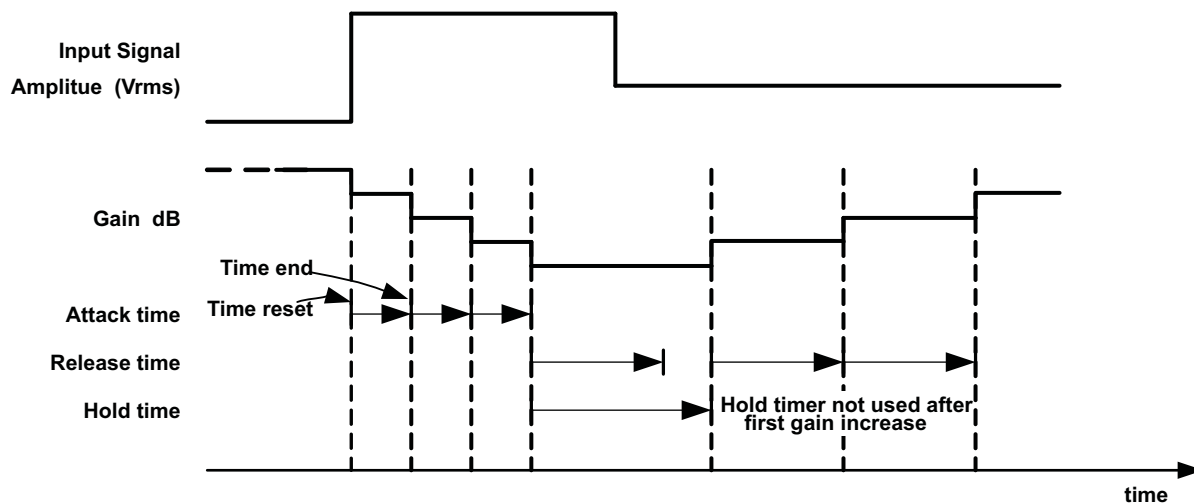 Input Signal
Amplitue (Vrms)
Gain dB
Time end
Time reset
Attack time
Release time
Hold time
Hold timer not used after
first gain increase
time